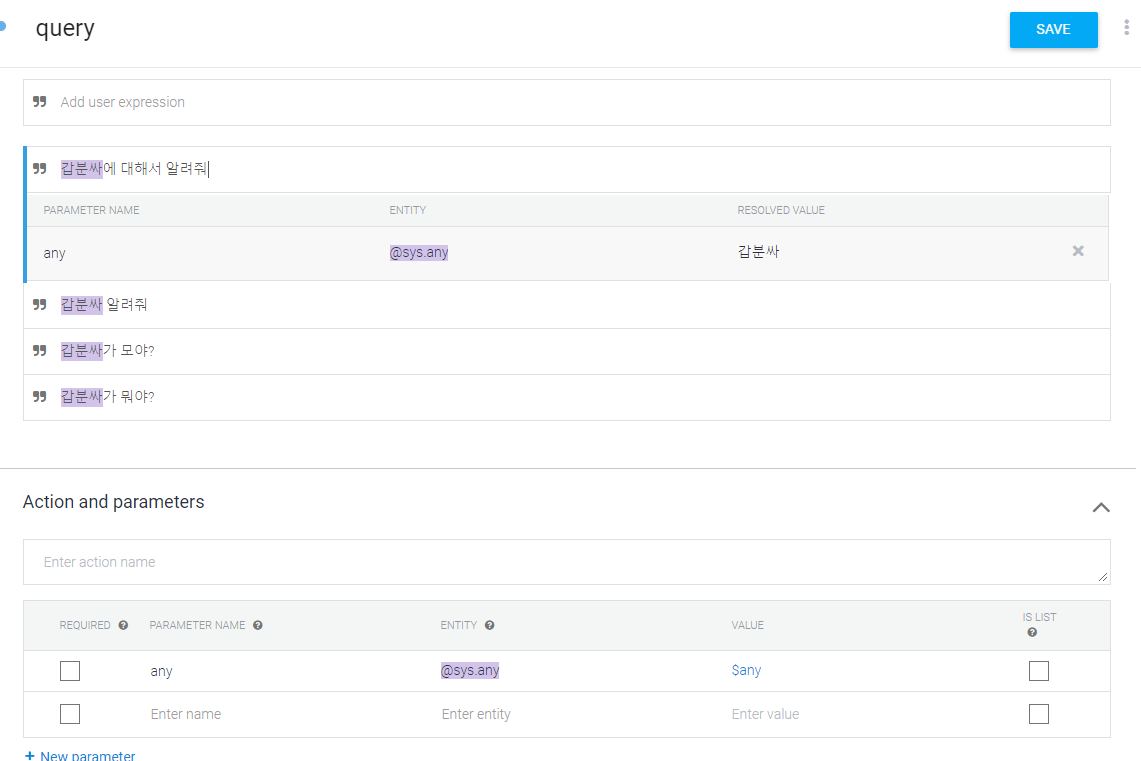 query
SAVE
Add user expression
갑분싸에 대해서 알려줘
PARAMETER NAME ENTITY RESOLVED VALUE
any @sys.any 갑분싸
갑분싸 알려줘
갑분싸가 모야?
갑분싸가 뭐야?
Action and parameters
Enter action name
REQUIRED PARAMETER NAME ENTITY VALUE IS LIST
any @sys.any $any
Enter name Enter entity Enter value
+ New parameter